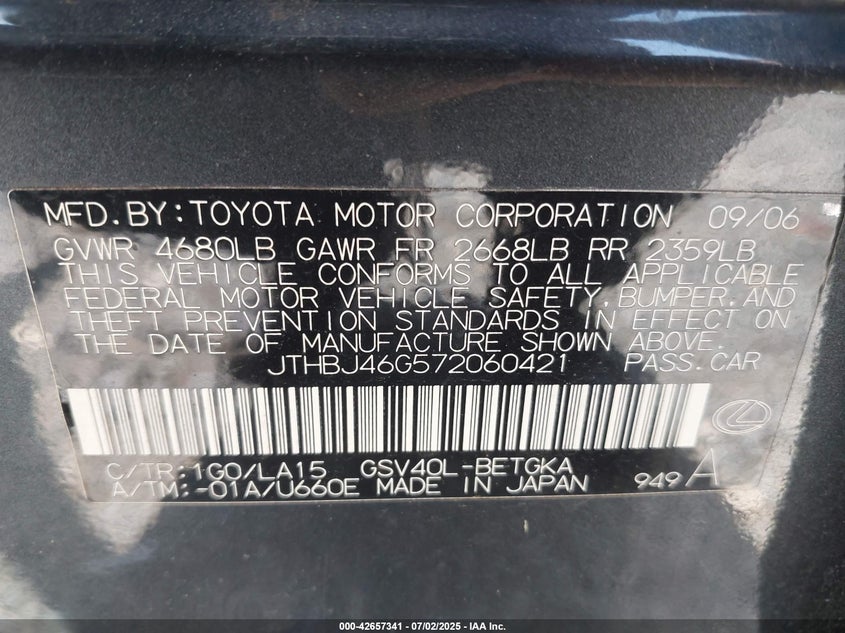 MFD.BY:TOYOTA MOTOR CORPORATION 09/06
GVWR 4680LB GAWR FR 2668LB RR 2359LB
THIS VEHICLE CONFORMS TO ALL APPLICABLE
FEDERAL MOTOR VEHICLE SAFETY,BUMPER,AND
THEFT PREVENTION STANDARDS IN EFFECT ON
THE DATE OF MANUFACTURE SHOWN ABOVE.
JTHBJ46G572060421 PASS.CAR
C/TR:1G0/LA15 GSV40L-BETGKA
A/TM:-01A/U660E MADE IN JAPAN 949 A
000-42657341 | 07/02/2025 | IAA Inc.